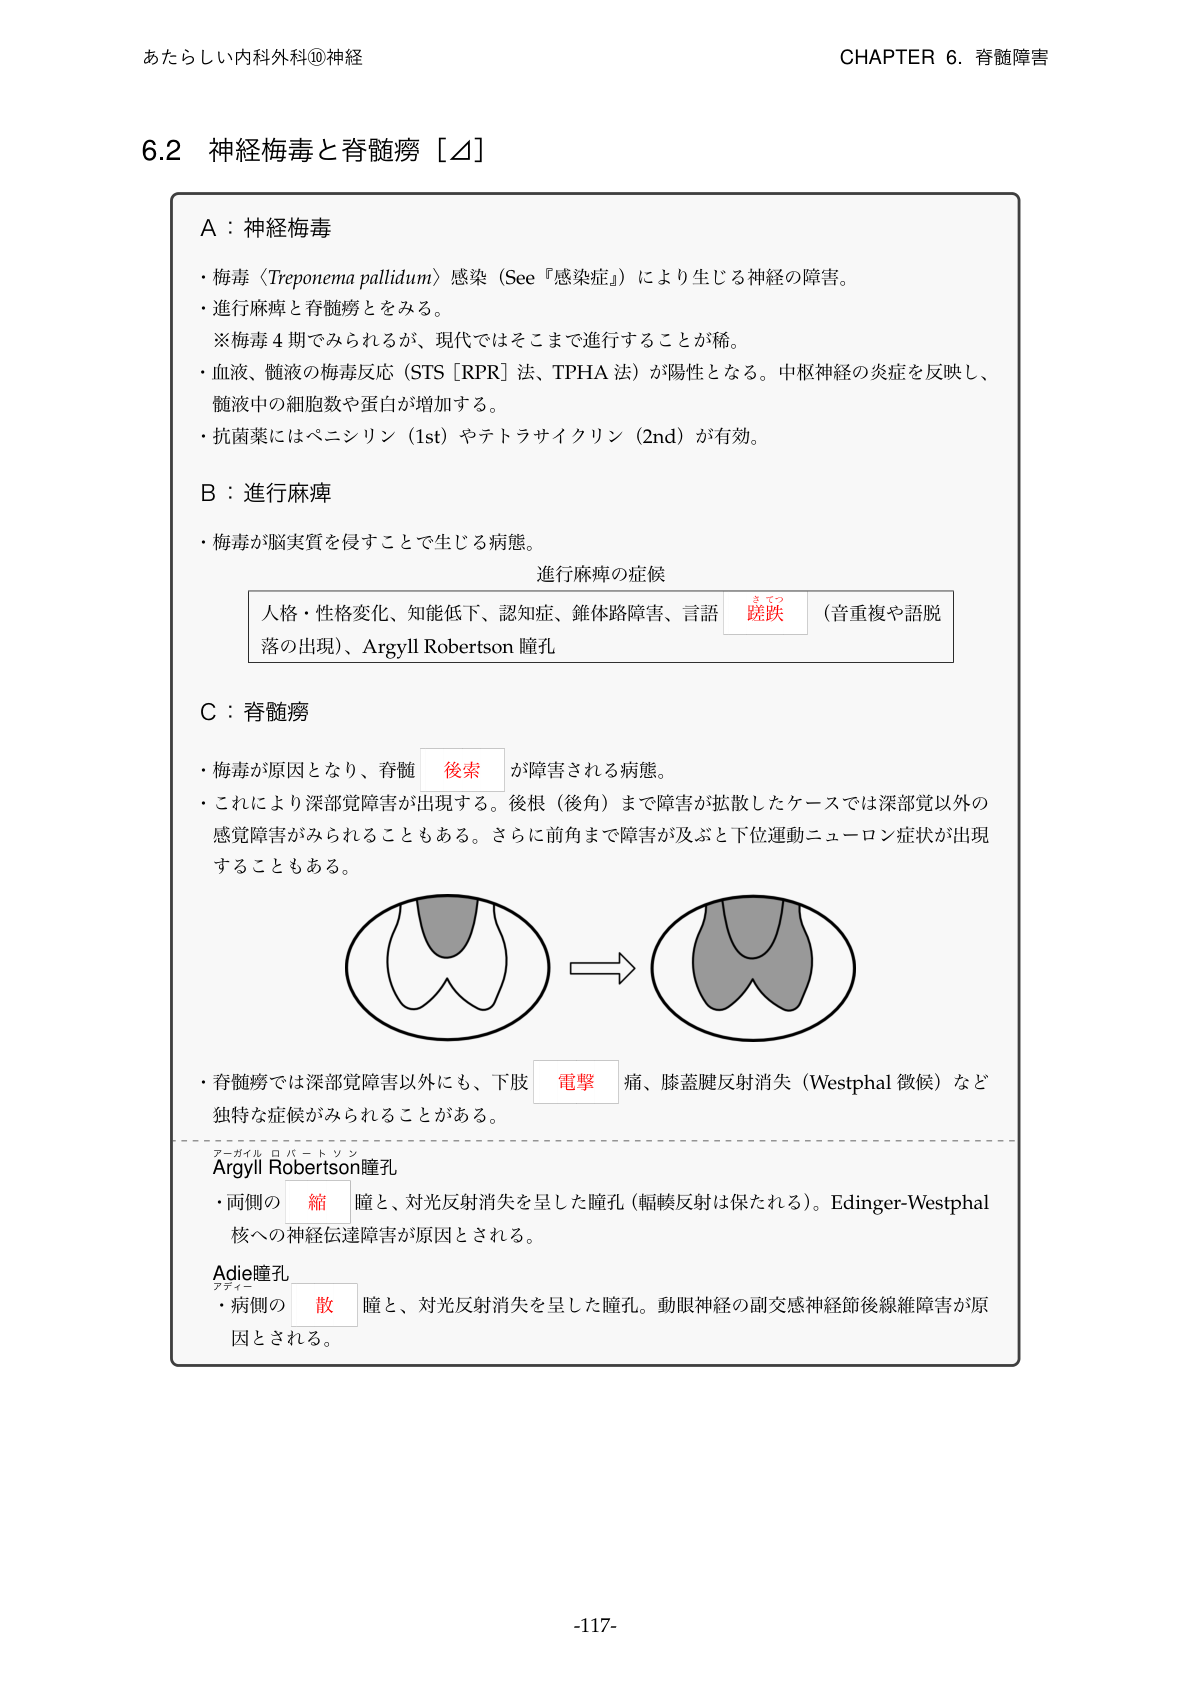 あたらしい内科外科⑩神経
CHAPTER 6. 脊髄障害
6.2 神経梅毒と脊髄癆［⊿］
A：神経梅毒
・梅毒〈Treponema pallidum〉感染（See『感染症』）により生じる神経の障害。
・進行麻痺と脊髄癆とをみる。
※梅毒 4 期でみられるが、現代ではそこまで進行することが稀。
・血液、髄液の梅毒反応（STS［RPR］法、TPHA 法）が陽性となる。中枢神経の炎症を反映し、
髄液中の細胞数や蛋白が増加する。
・抗菌薬にはペニシリン（1st）やテトラサイクリン（2nd）が有効。
B：進行麻痺
・梅毒が脳実質を侵すことで生じる病態。
進行麻痺の症候
さてつ
人格・性格変化、知能低下、認知症、錐体路障害、言語 蹉跌 （音重複や語脱
落の出現）、Argyll Robertson 瞳孔
C：脊髄癆
・梅毒が原因となり、脊髄 後索 が障害される病態。
・これにより深部覚障害が出現する。後根（後角）まで障害が拡散したケースでは深部覚以外の
感覚障害がみられることもある。さらに前角まで障害が及ぶと下位運動ニューロン症状が出現
することもある。
・脊髄癆では深部覚障害以外にも、下肢 電撃 痛、膝蓋腱反射消失（Westphal 徴候）など
独特な症候がみられることがある。
アーガイル ロバートソン
Argyll Robertson瞳孔
・両側の 縮 瞳と、対光反射消失を呈した瞳孔（輻輳反射は保たれる）。Edinger-Westphal
核への神経伝達障害が原因とされる。
Adie瞳孔
アディー
・病側の 散 瞳と、対光反射消失を呈した瞳孔。動眼神経の副交感神経節後線維障害が原
因とされる。
-117-